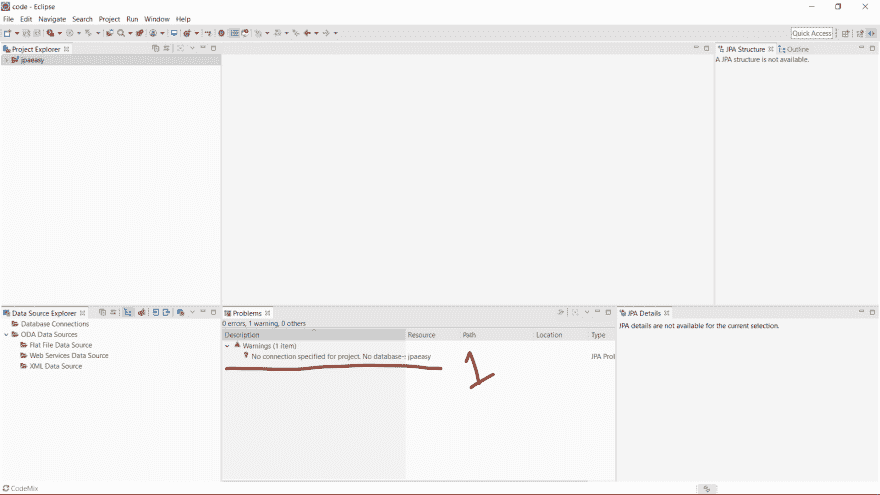 code - Eclipse
File Edit Navigate Search Project Run Window Help
Quick Access
Project Explorer
jpaeasy
JPA Structure Outline
A JPA structure is not available.
Data Source Explorer
Database Connections
ODA Data Sources
Flat File Data Source
Web Services Data Source
XML Data Source
Problems
0 errors, 1 warning, 0 others
Description Resource Path Location Type
Warnings (1 item)
No connection specified for project. No database-s jpaeasy JPA Prol
1
JPA Details
JPA details are not available for the current selection.
CodeMix